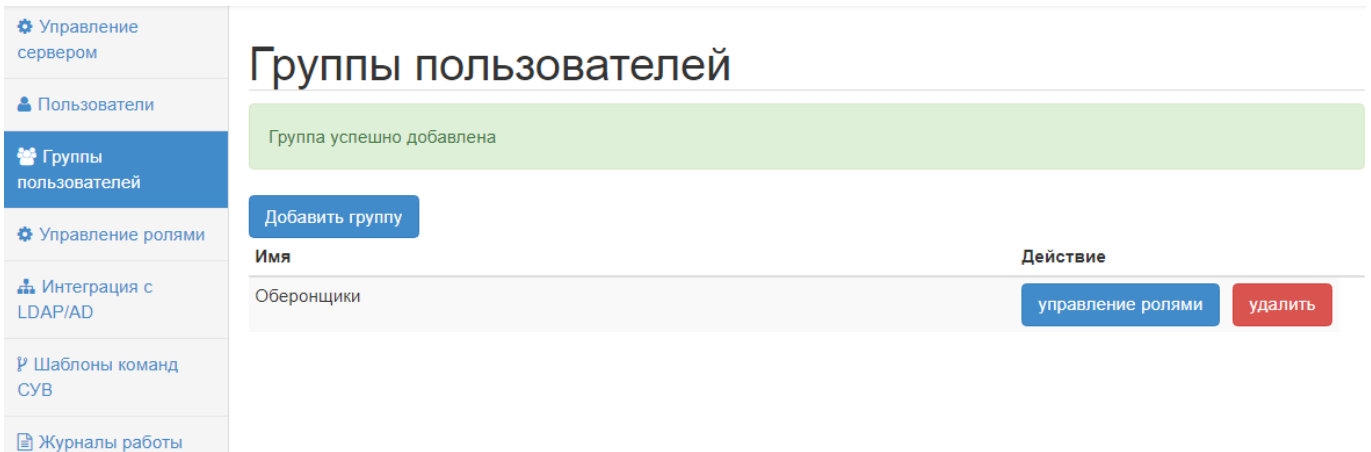 Управление
сервером
Пользователи
Группы
пользователей
Управление ролями
Интеграция с
LDAP/AD
Шаблоны команд
СУВ
Журналы работы
Группы пользователей
Группа успешно добавлена
Добавить группу
Имя Действие
Оберонщики управление ролями удалить